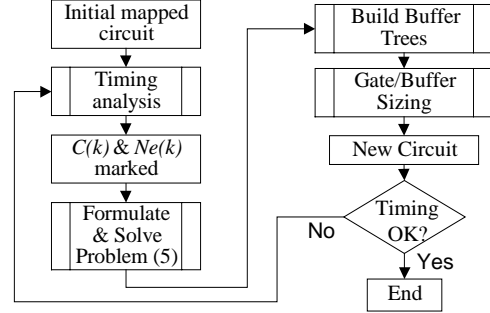 Initial mapped
circuit
Timing
analysis
C(k) & Ne(k)
marked
Formulate
& Solve
Problem (5)
Build Buffer
Trees
Gate/Buffer
Sizing
New Circuit
Timing
OK?
No
Yes
End